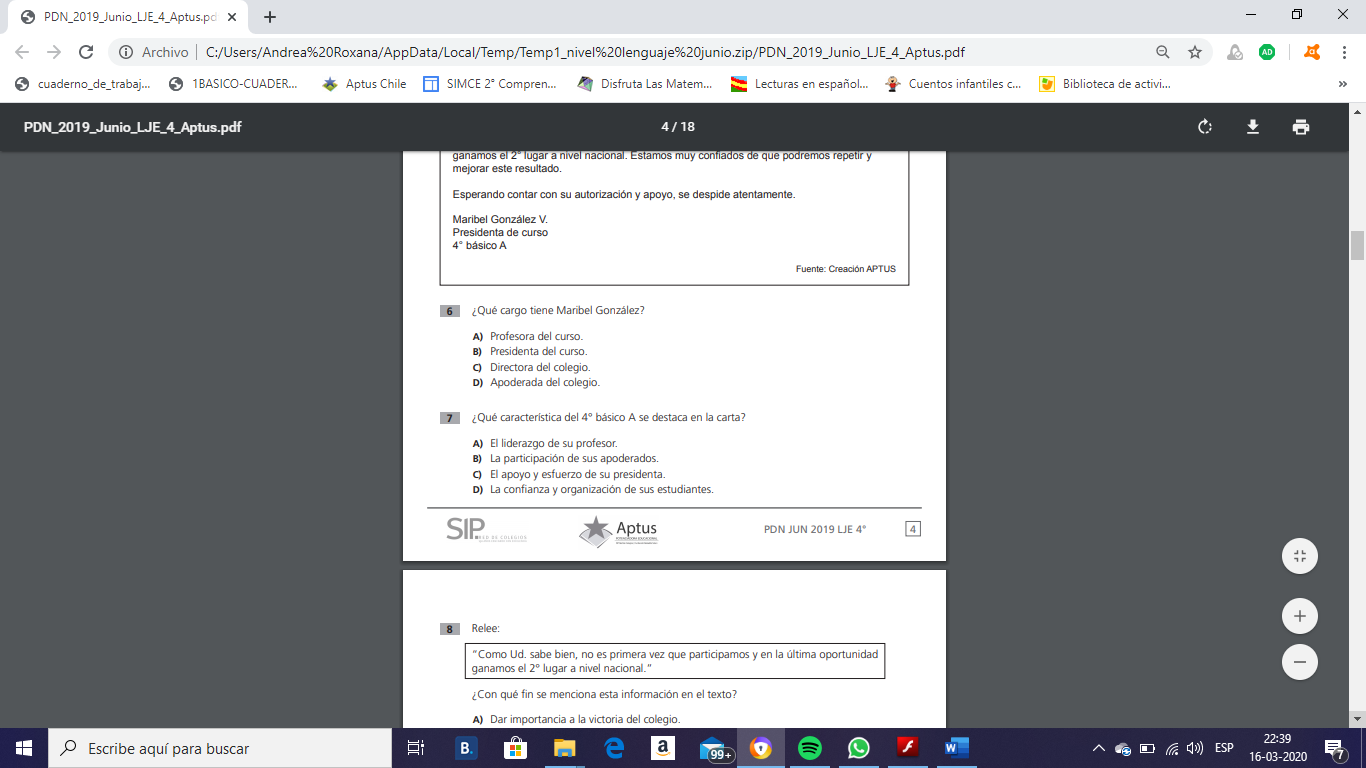 PDN_2019_Junio_LJE_4_Aptus.pd
Archivo
C:/Users/Andrea%20Roxana/AppData/Local/Temp/Temp1_nivel%20lenguaje%20junio.zip/PDN_2019_Junio_LJE_4_Aptus.pdf
AD
cuaderno_de_trabaj...
1BASICO-CUADER...
Aptus Chile
SIMCE 2° Compren...
Disfruta Las Matem...
Lecturas en español...
Cuentos infantiles c...
Biblioteca de activi...
»
PDN_2019_Junio_LJE_4_Aptus.pdf
4 / 18
ganamos el 2° lugar a nivel nacional. Estamos muy confiados de que podremos repetir y
mejorar este resultado.
Esperando contar con su autorización y apoyo, se despide atentamente.
Maribel González V.
Presidenta de curso
4° básico A
Fuente: Creación APTUS
6 ¿Qué cargo tiene Maribel González?
A) Profesora del curso.
B) Presidenta del curso.
C) Directora del colegio.
D) Apoderada del colegio.
7 ¿Qué característica del 4° básico A se destaca en la carta?
A) El liderazgo de su profesor.
B) La participación de sus apoderados.
C) El apoyo y esfuerzo de su presidenta.
D) La confianza y organización de sus estudiantes.
SIP RED DE COLEGIOS
Aptus
PDN JUN 2019 LJE 4°
4
8 Relee:
“Como Ud. sabe bien, no es primera vez que participamos y en la última oportunidad
ganamos el 2° lugar a nivel nacional.”
¿Con qué fin se menciona esta información en el texto?
A) Dar importancia a la victoria del colegio.
Escribe aquí para buscar
B.
a
99+
ESP
22:39
16-03-2020
7